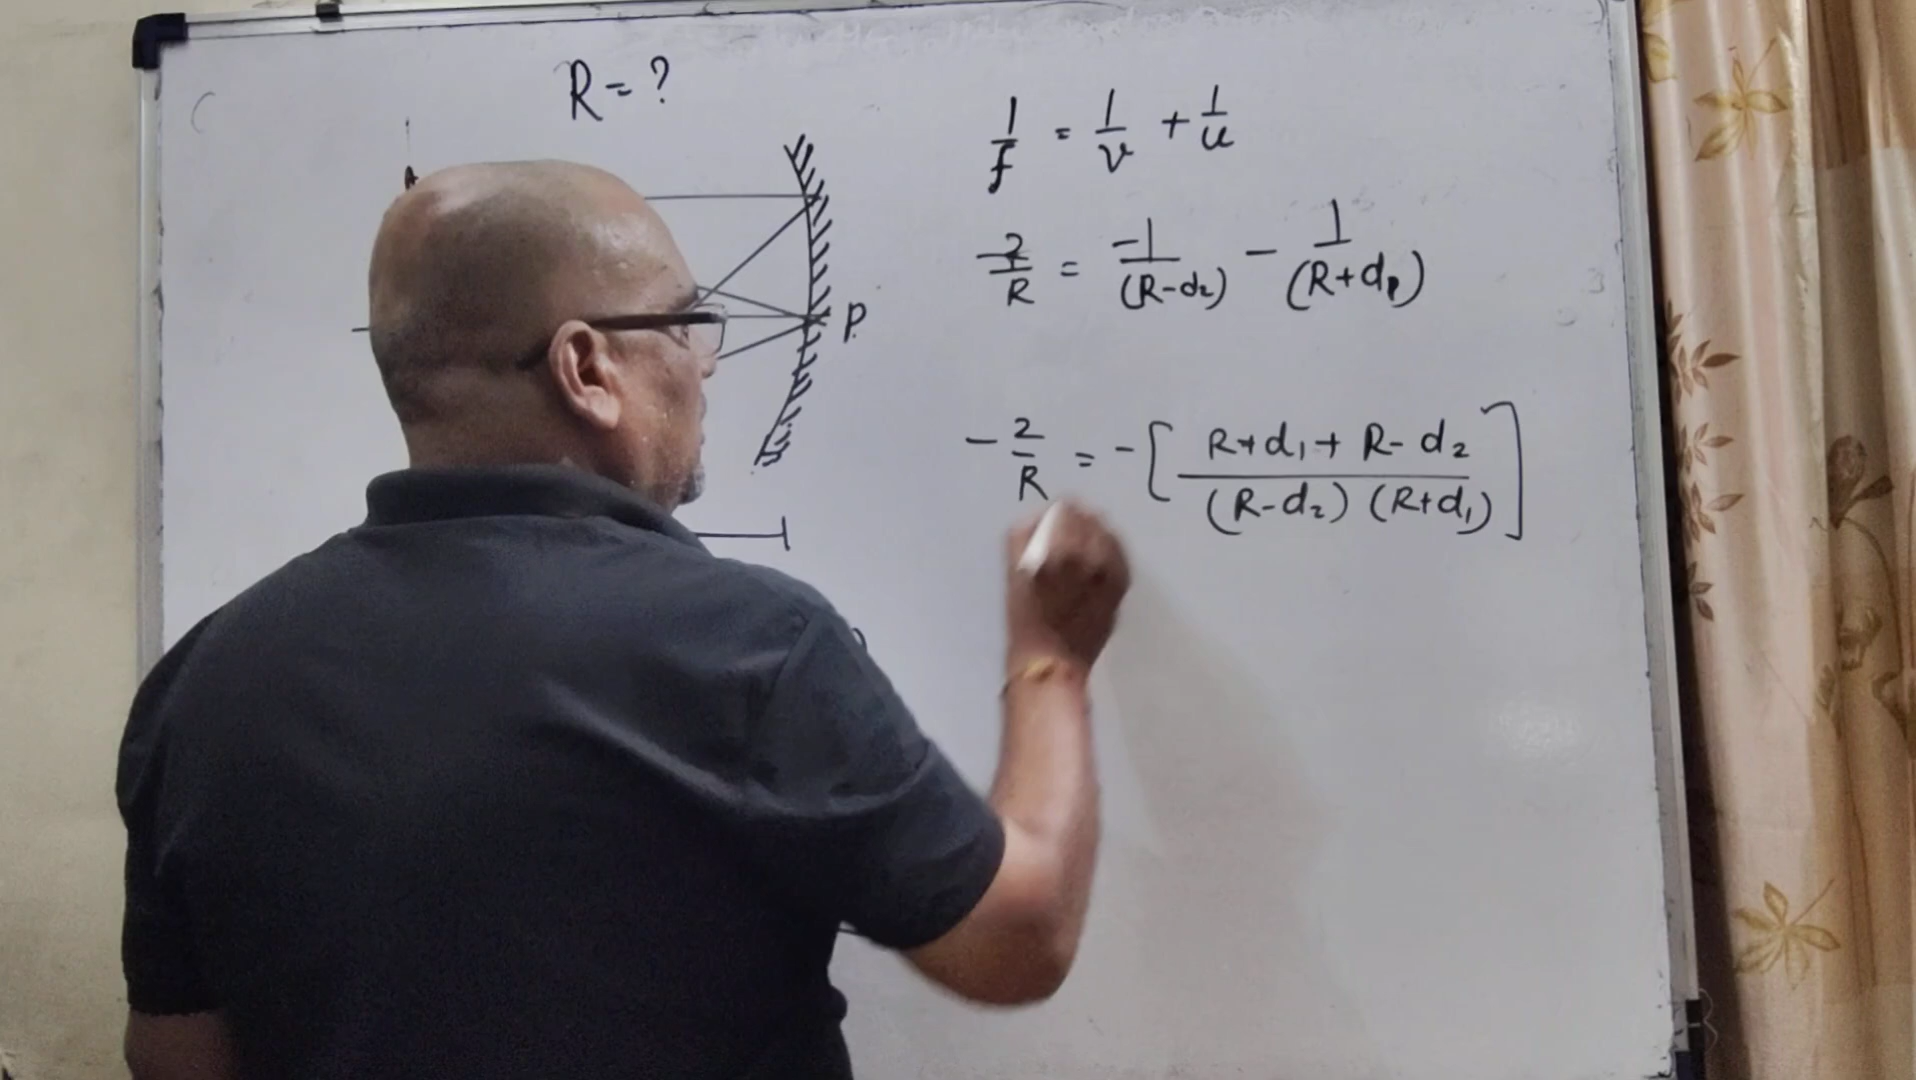 R = ?
A
P
1/f = 1/v + 1/u
-2/R = -1/(R-d₂) - 1/(R+d₁)
-2/R = -[(R+d₁+R-d₂)/((R-d₂)(R+d₁))]